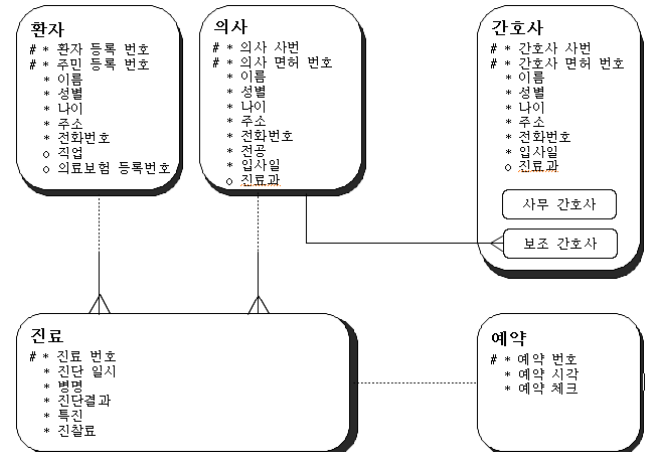 환자
# * 환자 등록 번호
# * 주민 등록 번호
* 이름
* 성별
* 나이
* 주소
* 전화번호
o 직업
o 의료보험 등록번호
의사
# * 의사 사번
# * 의사 면허 번호
* 이름
* 성별
* 나이
* 주소
* 전화번호
* 전공
* 입사일
o 진료과
간호사
# * 간호사 사번
# * 간호사 면허 번호
* 이름
* 성별
* 나이
* 주소
* 전화번호
* 입사일
o 진료과
사무 간호사
보조 간호사
진료
# * 진료 번호
* 진단 일시
* 병명
* 진단결과
* 특진
* 진찰료
예약
# * 예약 번호
* 예약 시각
* 예약 체크